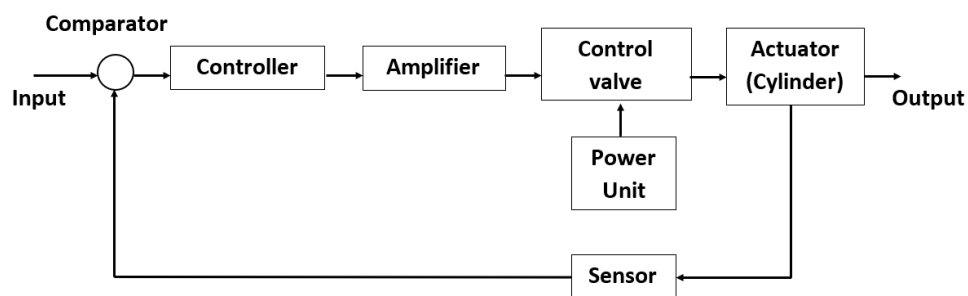 Comparator
Input
Controller
Amplifier
Control
valve
Actuator
(Cylinder)
Output
Power
Unit
Sensor